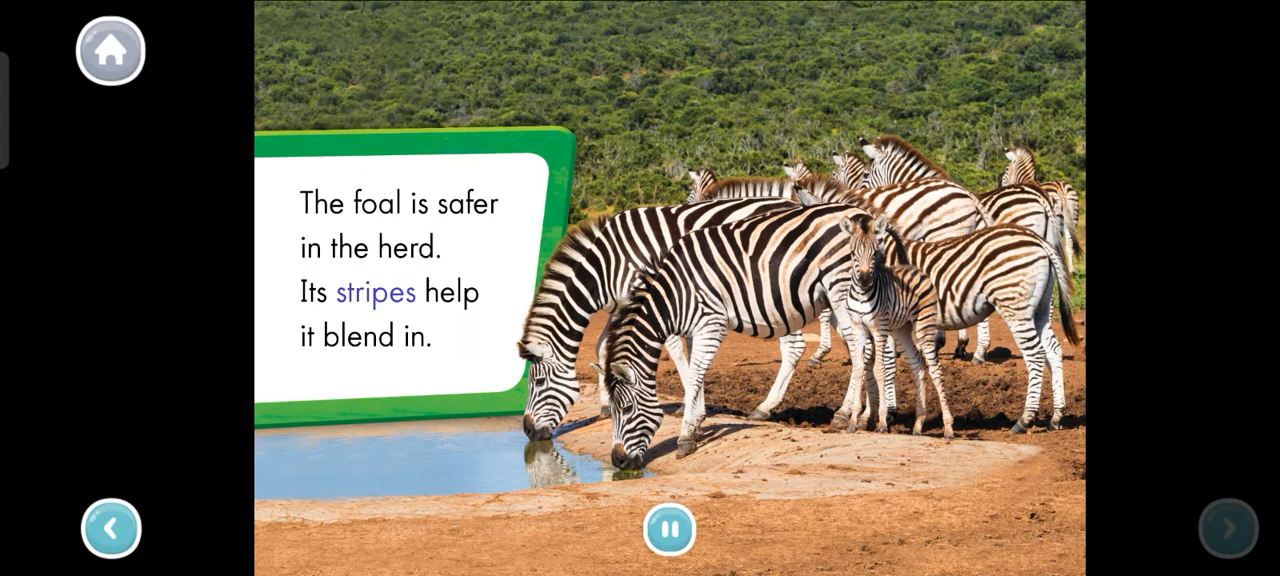 The foal is safer
in the herd.
Its stripes help
it blend in.